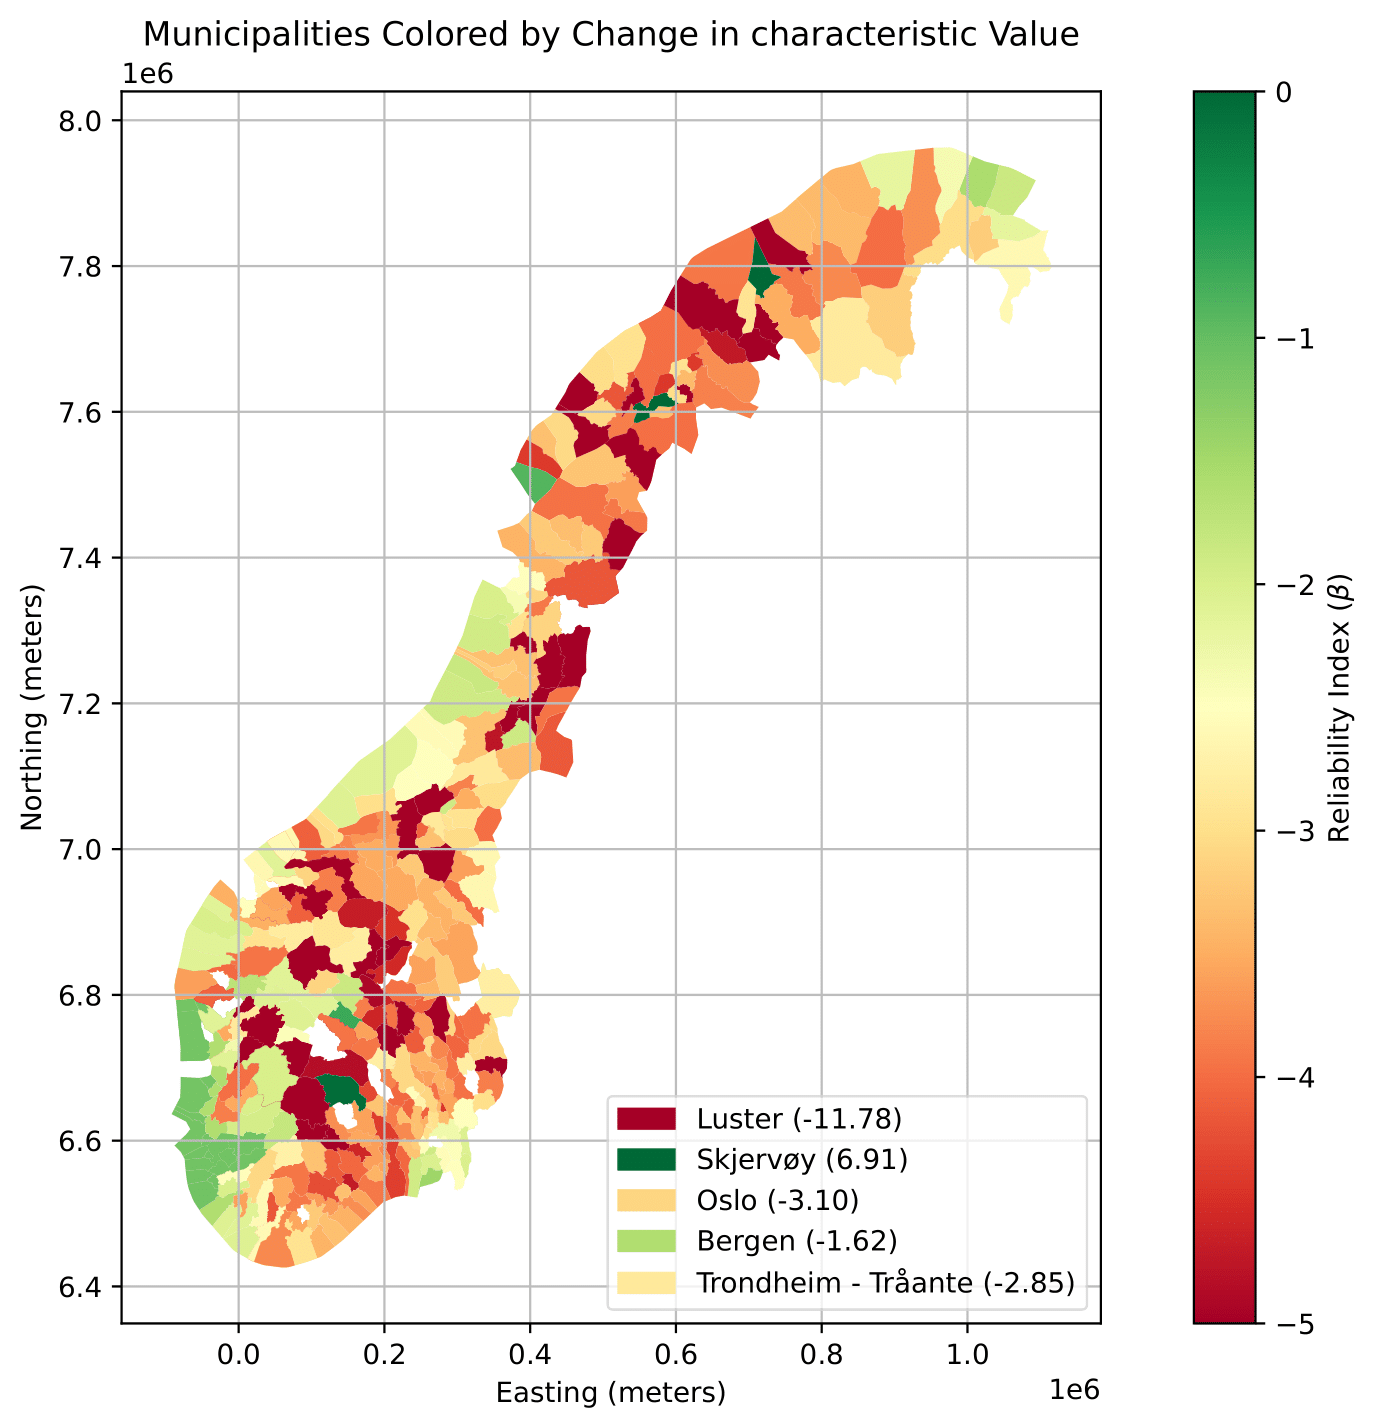 Municipalities Colored by Change in characteristic Value
1e6
8.0
7.8
7.6
7.4
7.2
7.0
6.8
6.6
6.4
Northing (meters)
0.0 0.2 0.4 0.6 0.8 1.0
1e6
Easting (meters)
Luster (-11.78)
Skjervøy (6.91)
Oslo (-3.10)
Bergen (-1.62)
Trondheim - Tråante (-2.85)
0
−1
−2
−3
−4
−5
Reliability Index (β)